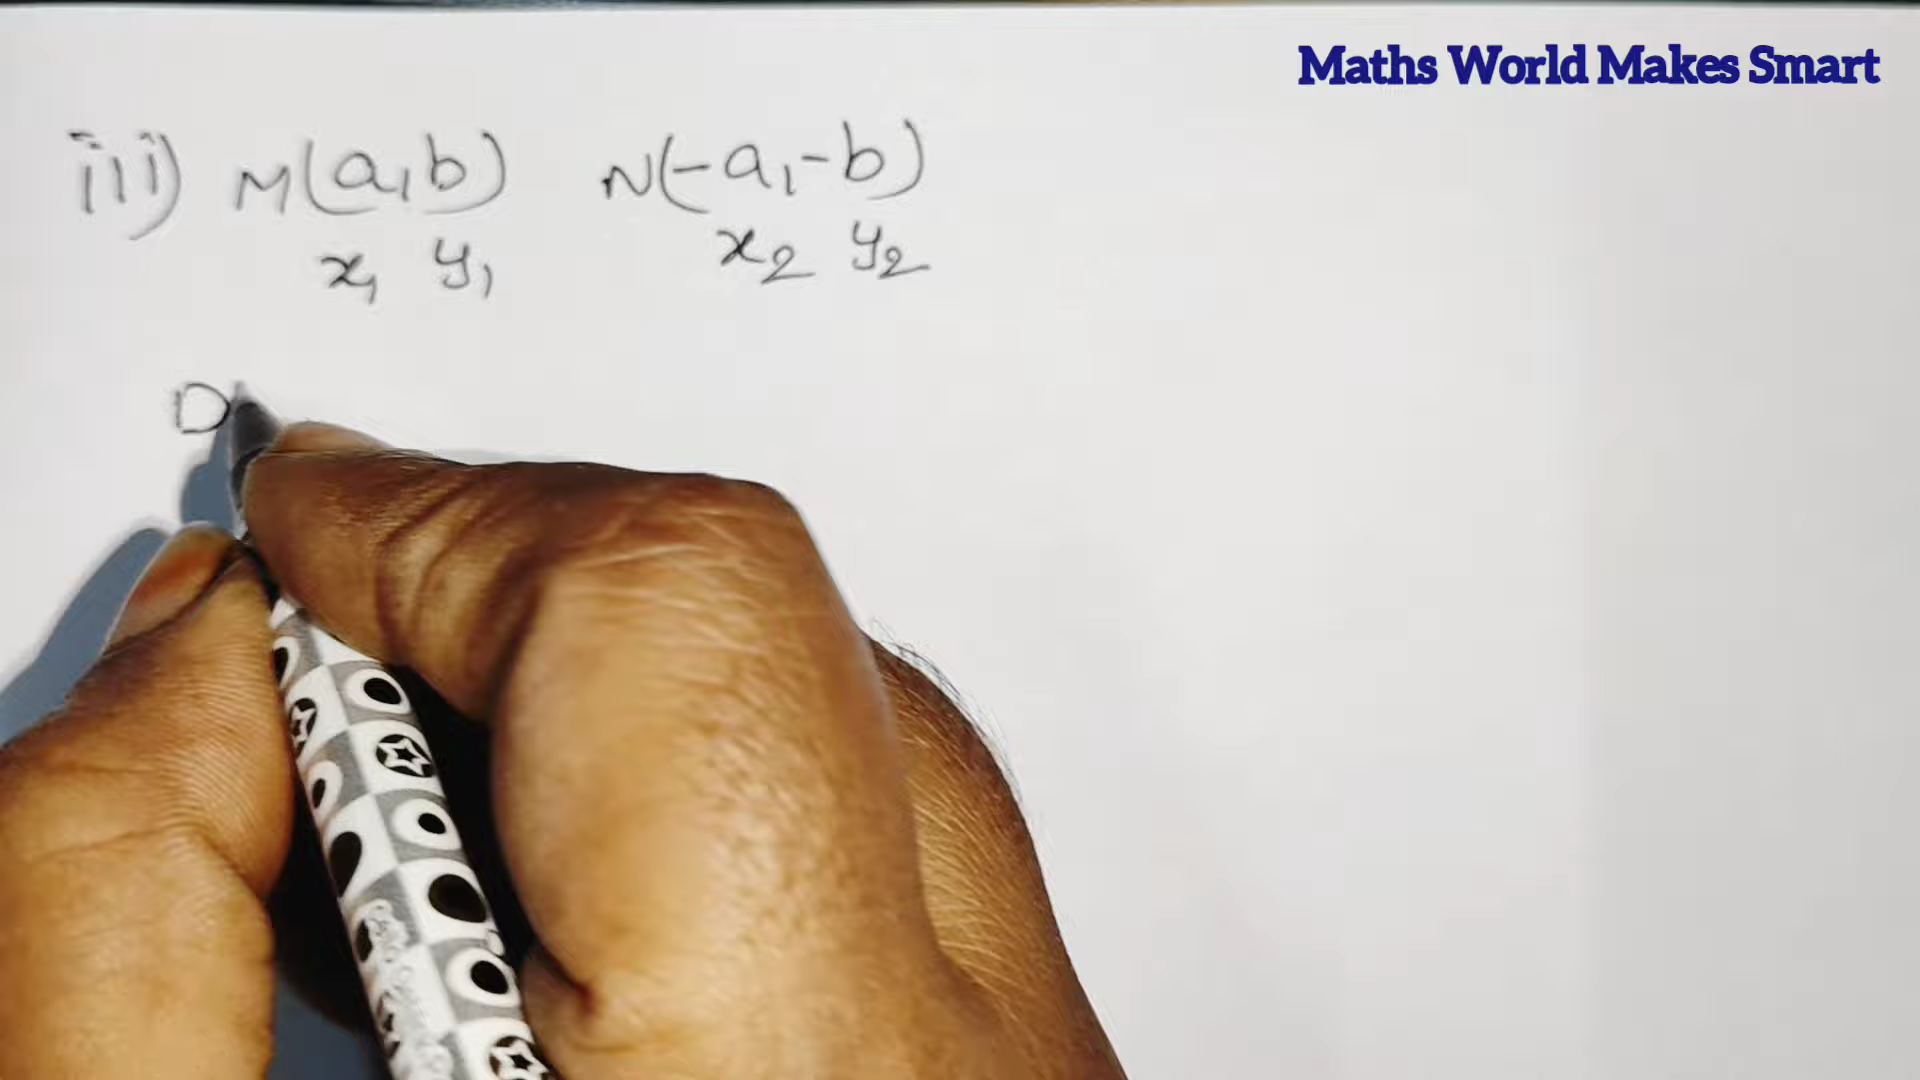 Maths World Makes Smart
iii) M(a,b) N(-a,-b)
x₁ y₁ x₂ y₂
D